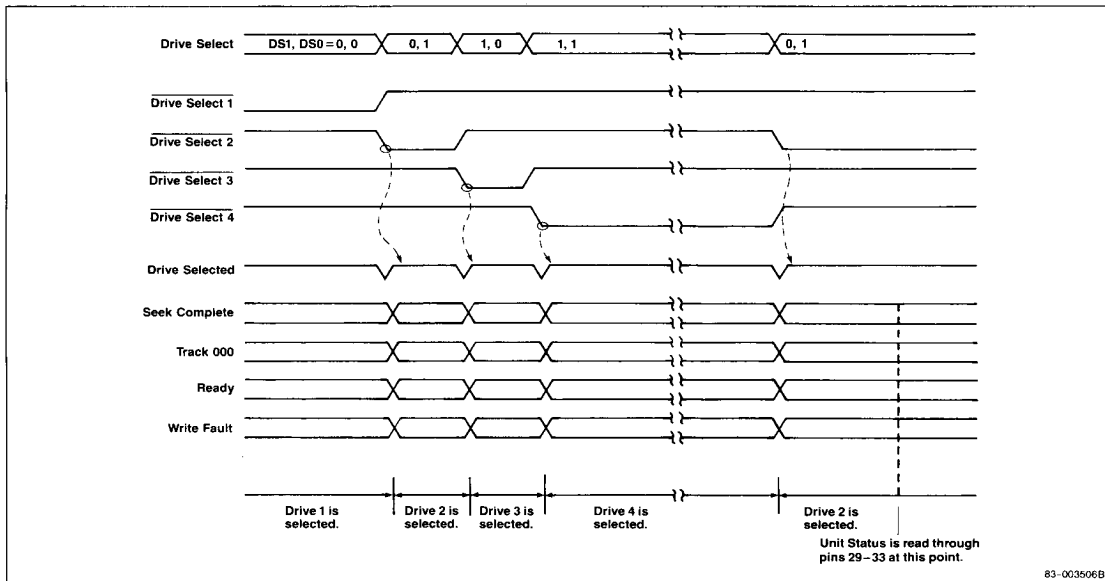 Drive Select
DS1, DS0 = 0, 0
0, 1
1, 0
1, 1
0, 1
Drive Select 1
Drive Select 2
Drive Select 3
Drive Select 4
Drive Selected
Seek Complete
Track 000
Ready
Write Fault
Drive 1 is
selected.
Drive 2 is
selected.
Drive 3 is
selected.
Drive 4 is
selected.
Drive 2 is
selected.
Unit Status is read through
pins 29–33 at this point.
83-003506B